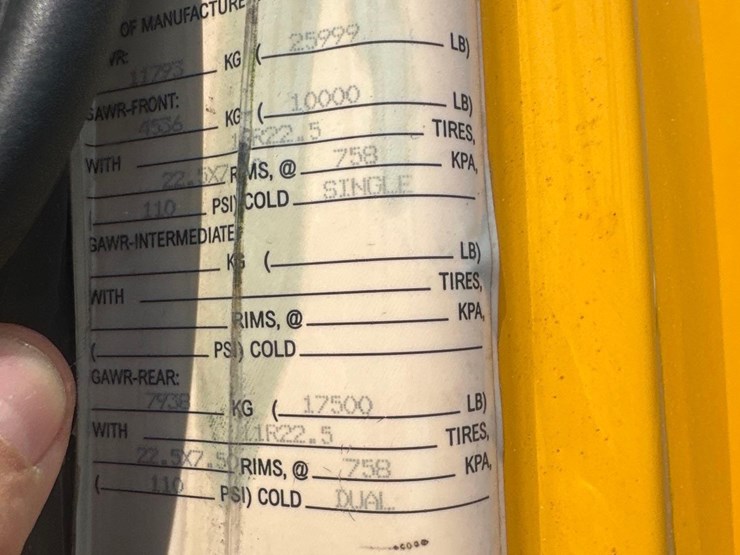 OF MANUFACTURE
VR:
11793 KG ( 25999 LB)
GAWR-FRONT:
4536 KG ( 10000 LB)
WITH 11R22.5 TIRES,
22.5X7.50 RIMS, @ 758 KPA,
110 PSI) COLD SINGLE
GAWR-INTERMEDIATE
KG ( LB)
WITH TIRES,
RIMS, @ KPA,
( PSI) COLD
GAWR-REAR:
7938 KG ( 17500 LB)
WITH 11R22.5 TIRES,
22.5X7.50 RIMS, @ 758 KPA,
( 110 PSI) COLD DUAL